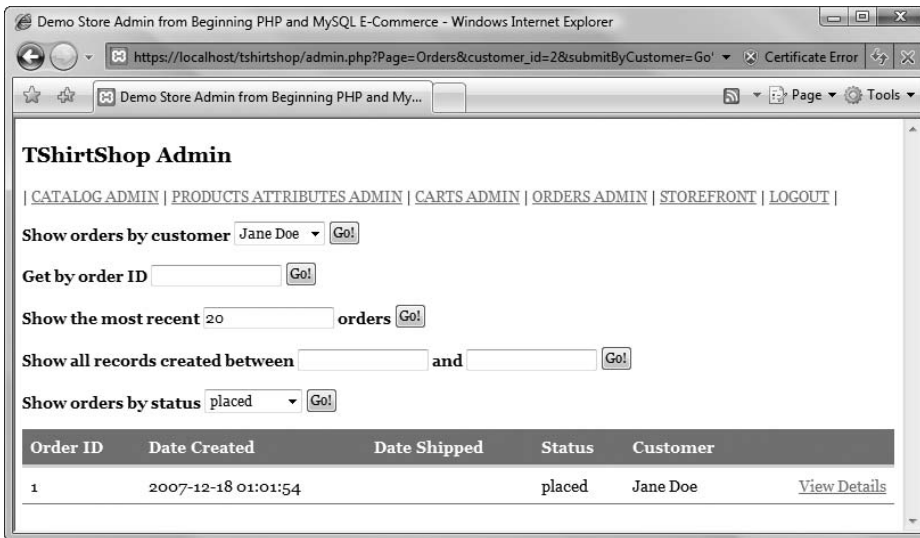 Demo Store Admin from Beginning PHP and MySQL E-Commerce - Windows Internet Explorer
https://localhost/tshirtshop/admin.php?Page=Orders&customer_id=2&submitByCustomer=Go' Certificate Error
Demo Store Admin from Beginning PHP and My... Page Tools
TShirtShop Admin
| CATALOG ADMIN | PRODUCTS ATTRIBUTES ADMIN | CARTS ADMIN | ORDERS ADMIN | STOREFRONT | LOGOUT |
Show orders by customer Jane Doe Go!
Get by order ID Go!
Show the most recent 20 orders Go!
Show all records created between and Go!
Show orders by status placed Go!
Order ID Date Created Date Shipped Status Customer
1 2007-12-18 01:01:54 placed Jane Doe View Details